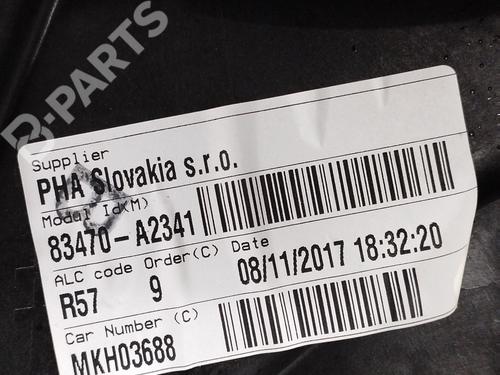 B-PARTS
Supplier
PHA Slovakia s.r.o.
Modul Id(M)
83470-A2341
ALC code Order(C) Date
R57 9 08/11/2017 18:32:20
Car Number (C)
MKH03688